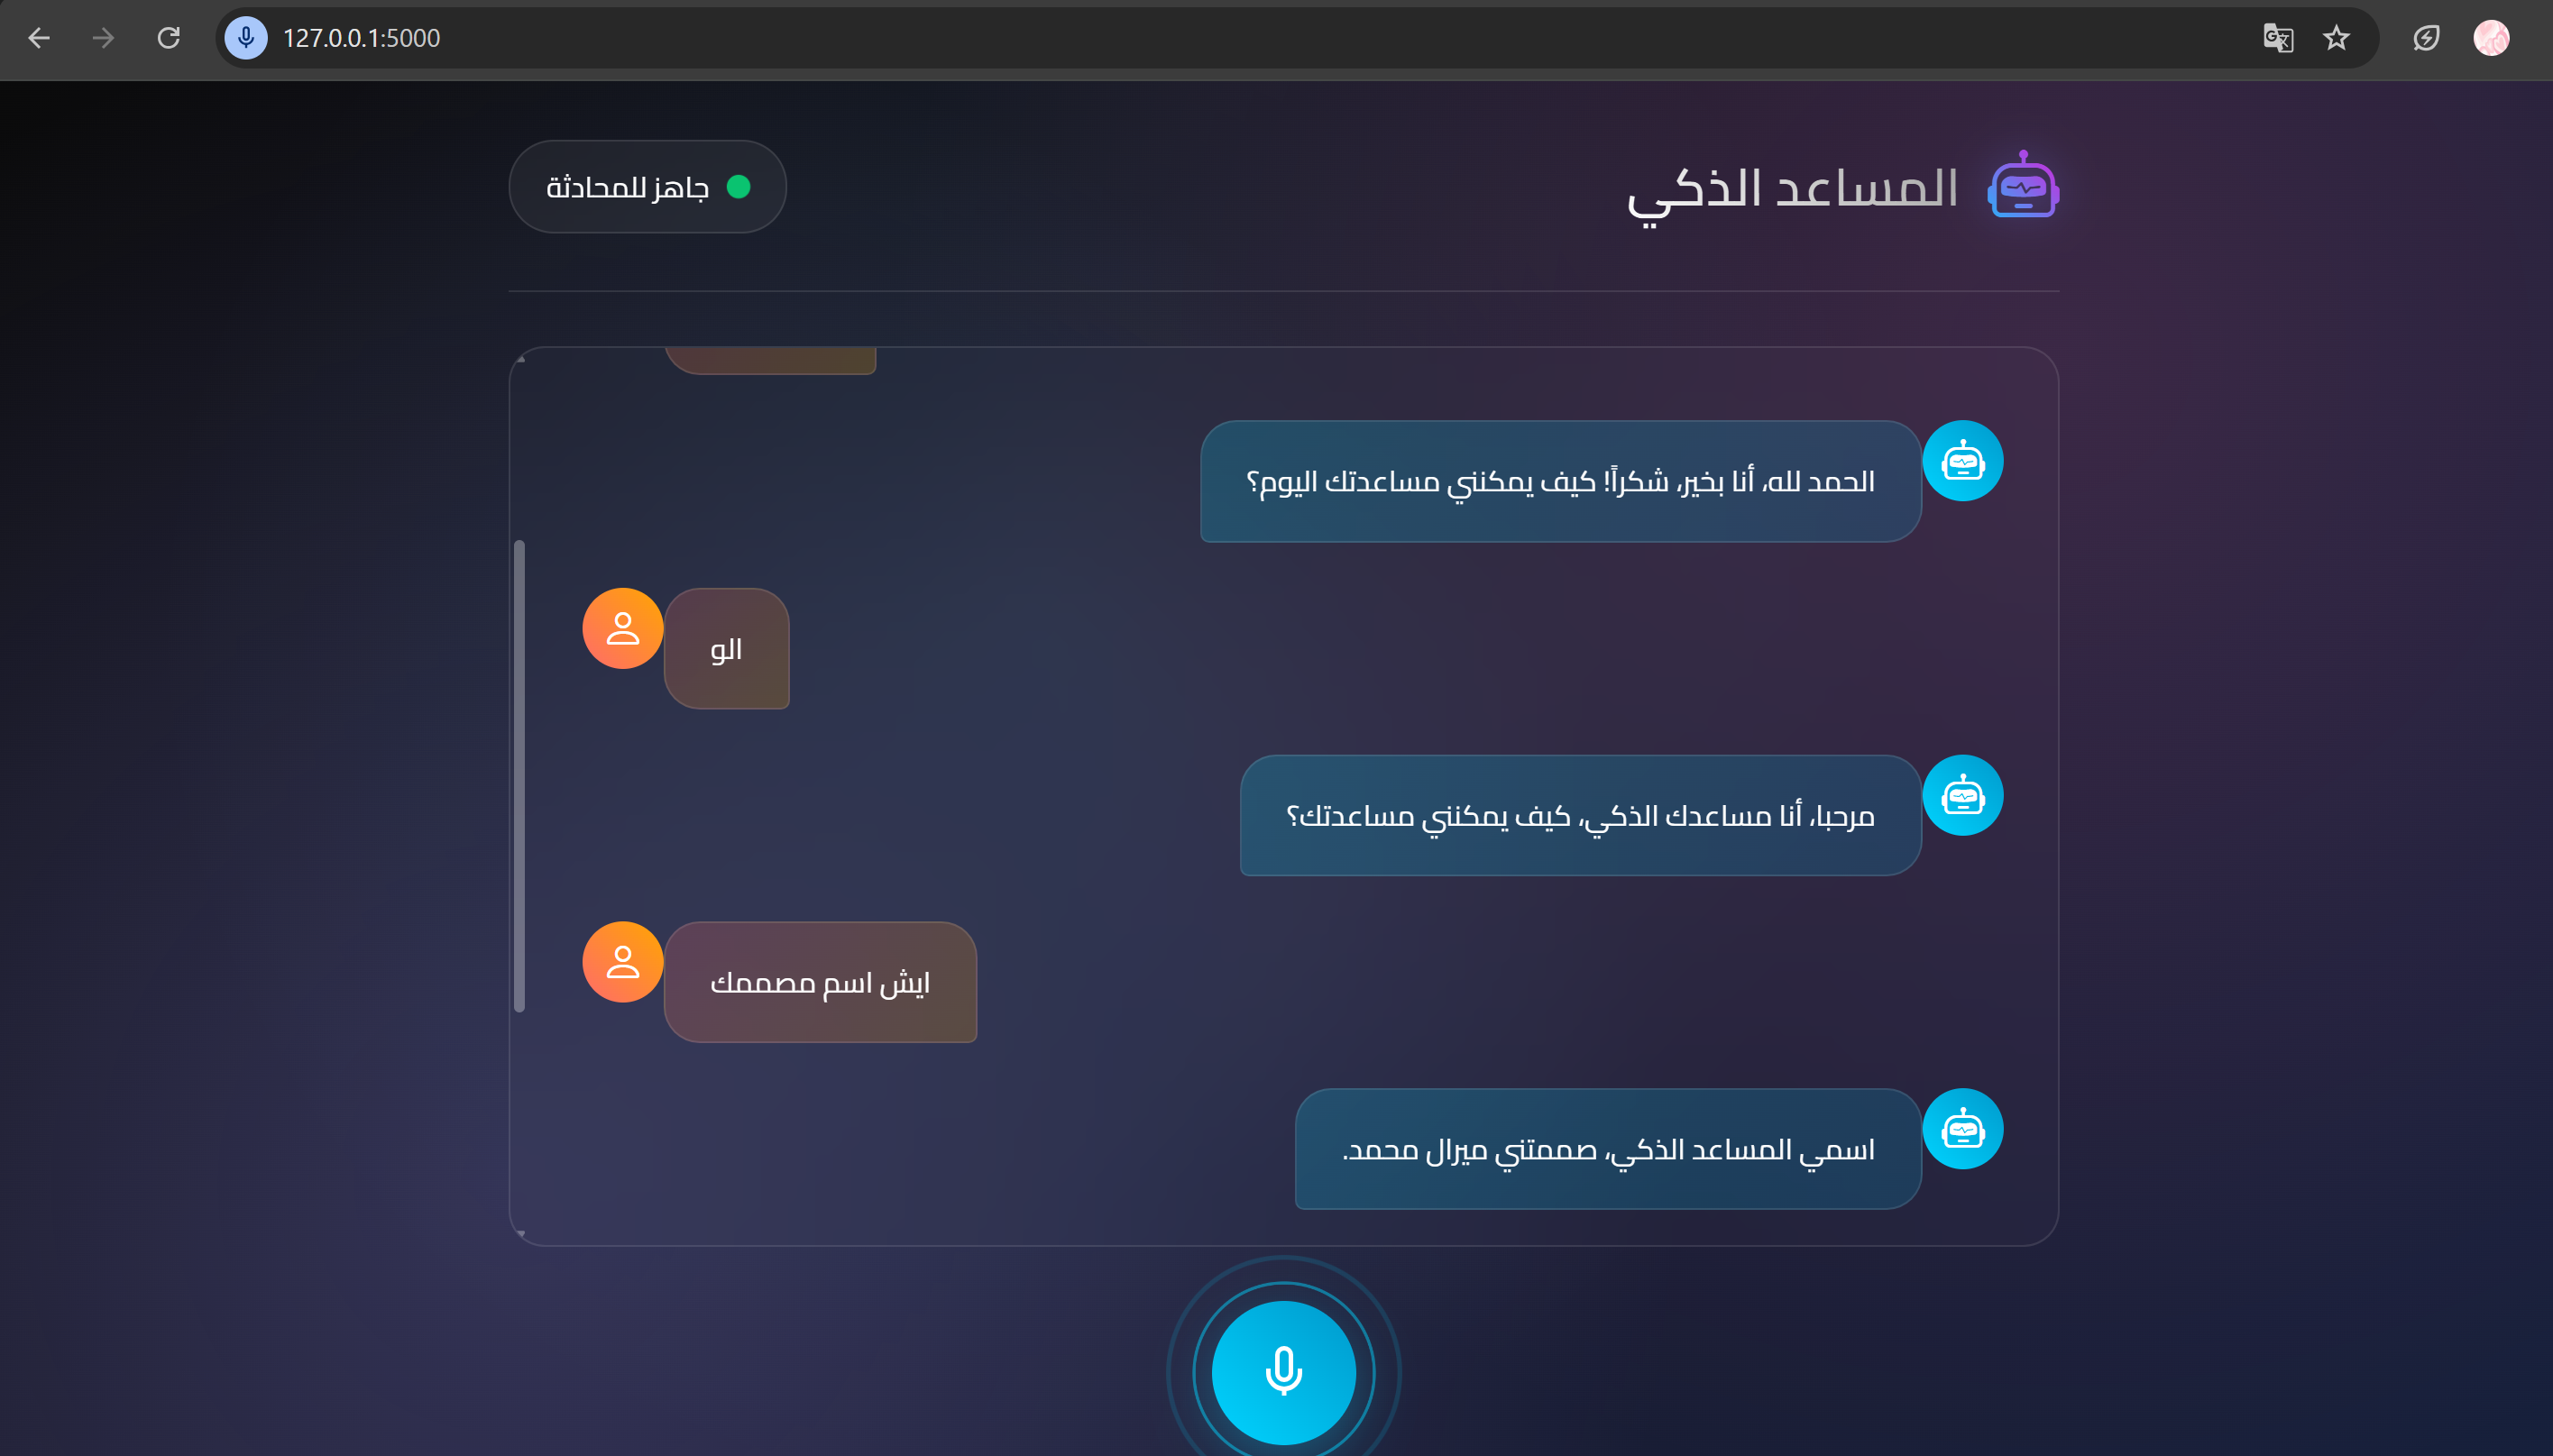 127.0.0.1:5000
المساعد الذكي
جاهز للمحادثة
الحمد لله، أنا بخير، شكراً! كيف يمكنني مساعدتك اليوم؟
الو
مرحبا، أنا مساعدك الذكي، كيف يمكنني مساعدتك؟
ايش اسم مصممك
اسمي المساعد الذكي، صممتني ميرال محمد.